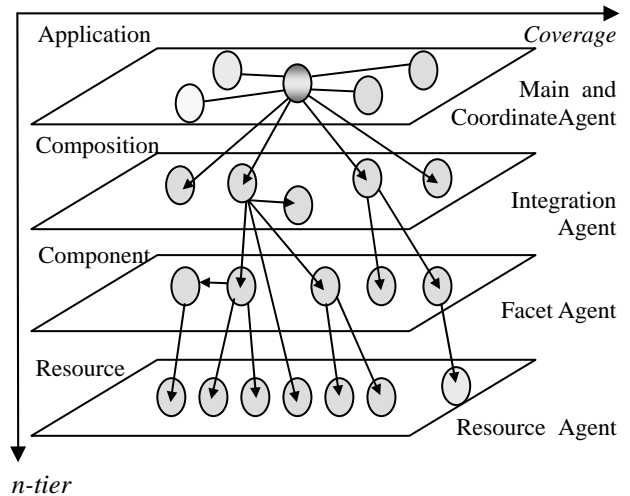 Application
Coverage
Main and
CoordinateAgent
Composition
Integration
Agent
Component
Facet Agent
Resource
Resource Agent
n-tier